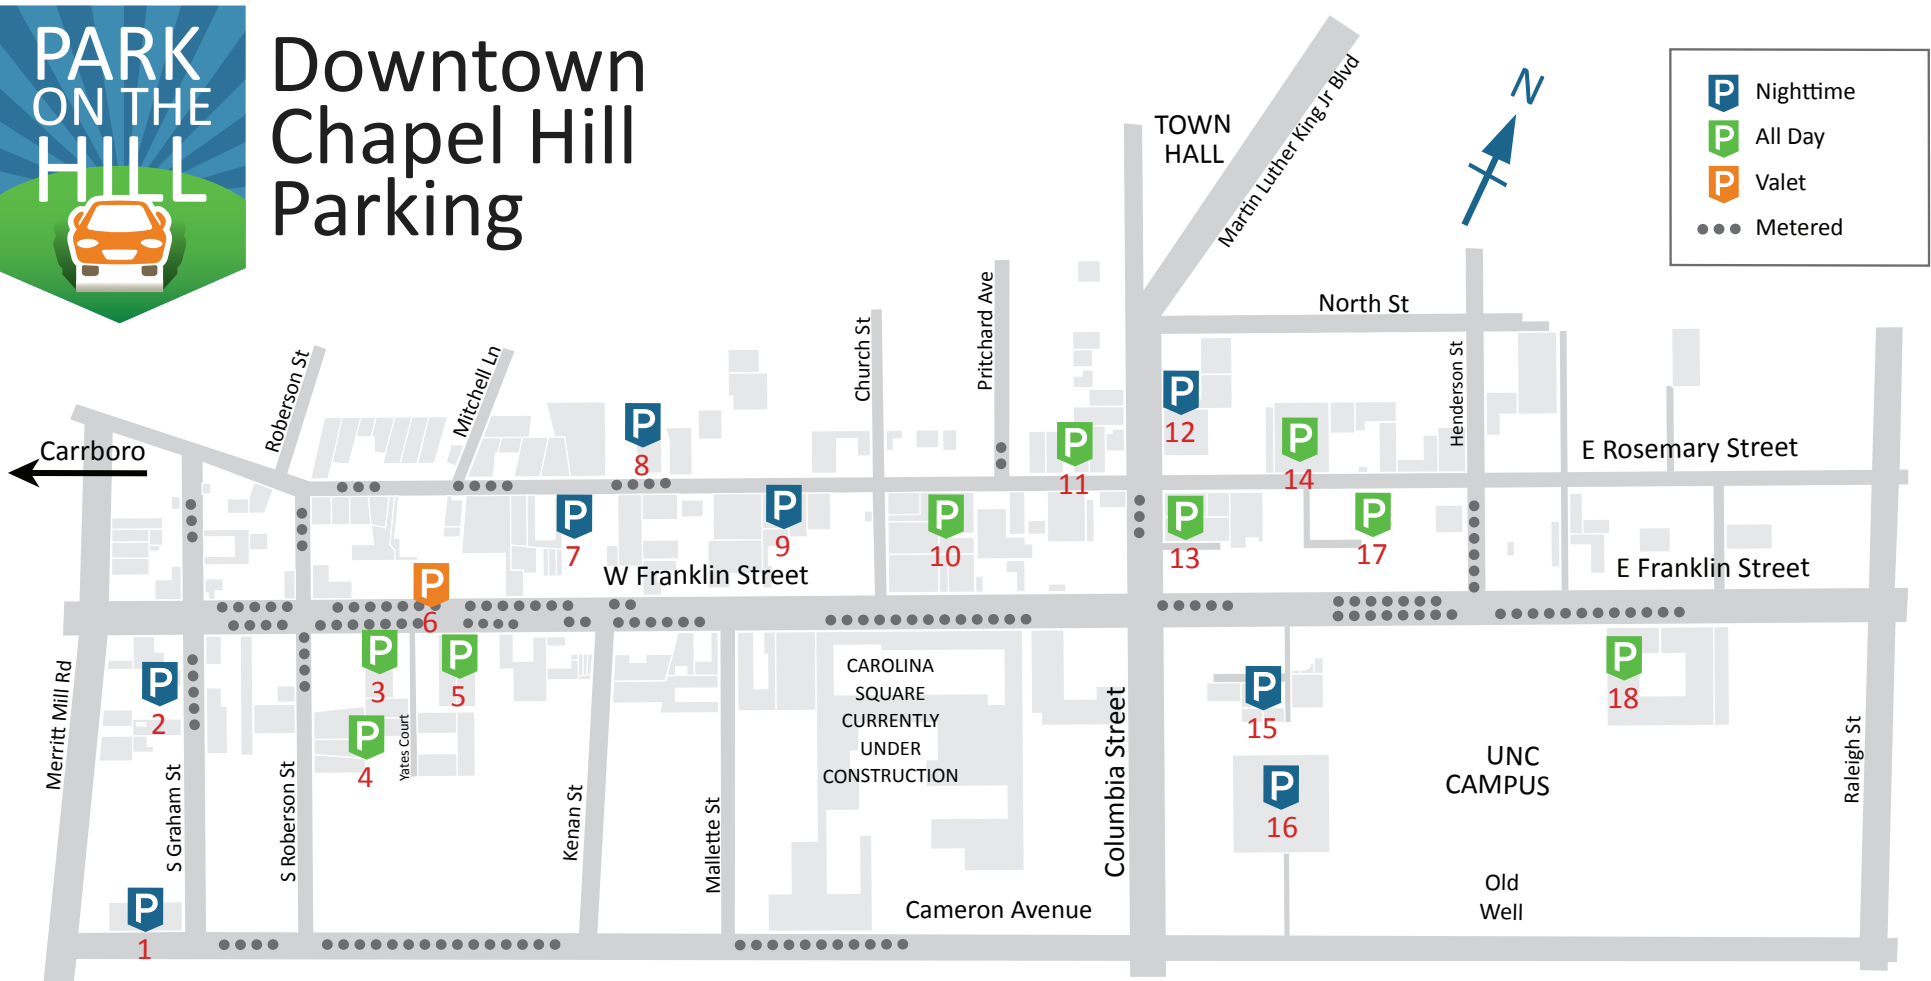 PARK
ON THE
HILL
Downtown
Chapel Hill
Parking
N
P Nighttime
P All Day
P Valet
Metered
TOWN
HALL
Martin Luther King Jr Blvd
North St
Carrboro
Roberson St
Mitchell Ln
Church St
Pritchard Ave
Henderson St
E Rosemary Street
P
8
P
11
P
12
P
14
P
7
P
9
P
10
P
13
P
17
W Franklin Street
E Franklin Street
P
6
Merritt Mill Rd
P
2
P
3
P
5
P
4
Yates Court
S Graham St
S Roberson St
Kenan St
Mallette St
CAROLINA
SQUARE
CURRENTLY
UNDER
CONSTRUCTION
Columbia Street
P
15
P
16
P
18
UNC
CAMPUS
Raleigh St
Old
Well
Cameron Avenue
P
1